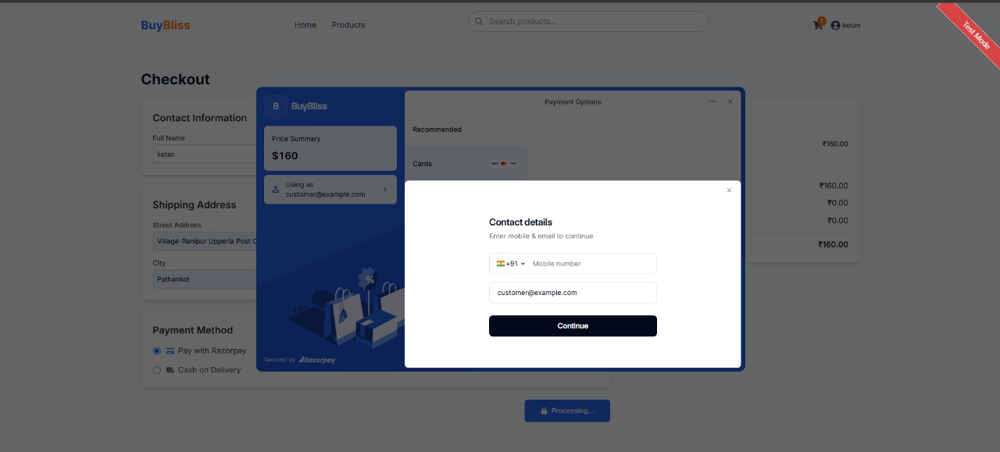 BuyBliss
Home
Products
Search products...
1
ketan
Test Mode
Checkout
Contact Information
Full Name
ketan
Shipping Address
Street Address
Village-Ranipur Upperla Post O
City
Pathankot
Payment Method
Pay with Razorpay
Cash on Delivery
B
BuyBliss
Price Summary
$160
Using as
customer@example.com
%
Secured by Razorpay
Payment Options
Recommended
Cards
VISA
Contact details
Enter mobile & email to continue
+91
Mobile number
customer@example.com
Continue
₹160.00
₹160.00
₹0.00
₹0.00
₹160.00
Processing...